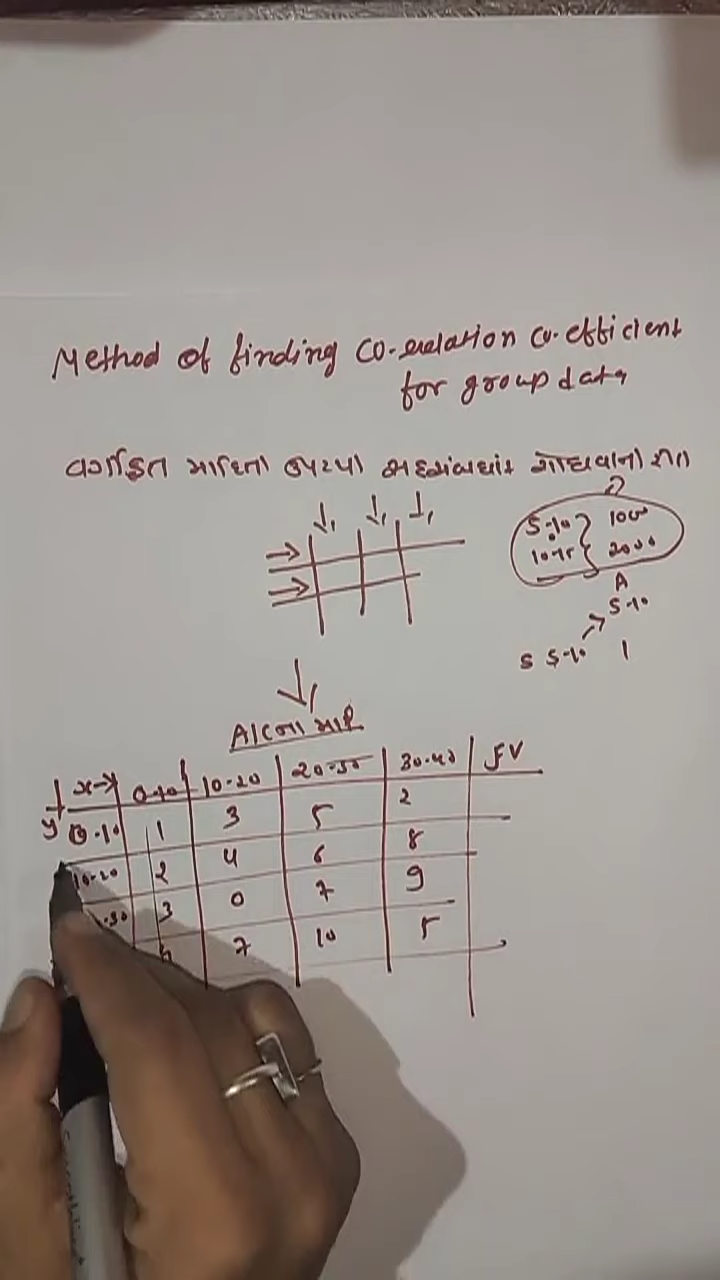 Method of finding Co-relation Co-efficient
for group data
વર્ગીકૃત માહિતી ઉપરથી સહસંબંધાંક શોધવાની રીત
5-10 } 100
10-15 { 2000
A
5-10
5 5-10 1
x→ 0-10 10-20 20-30 30-40 fv
y 0-10 1 3 5 2
10-20 2 4 6 8
3 0 7 9
7 10 5